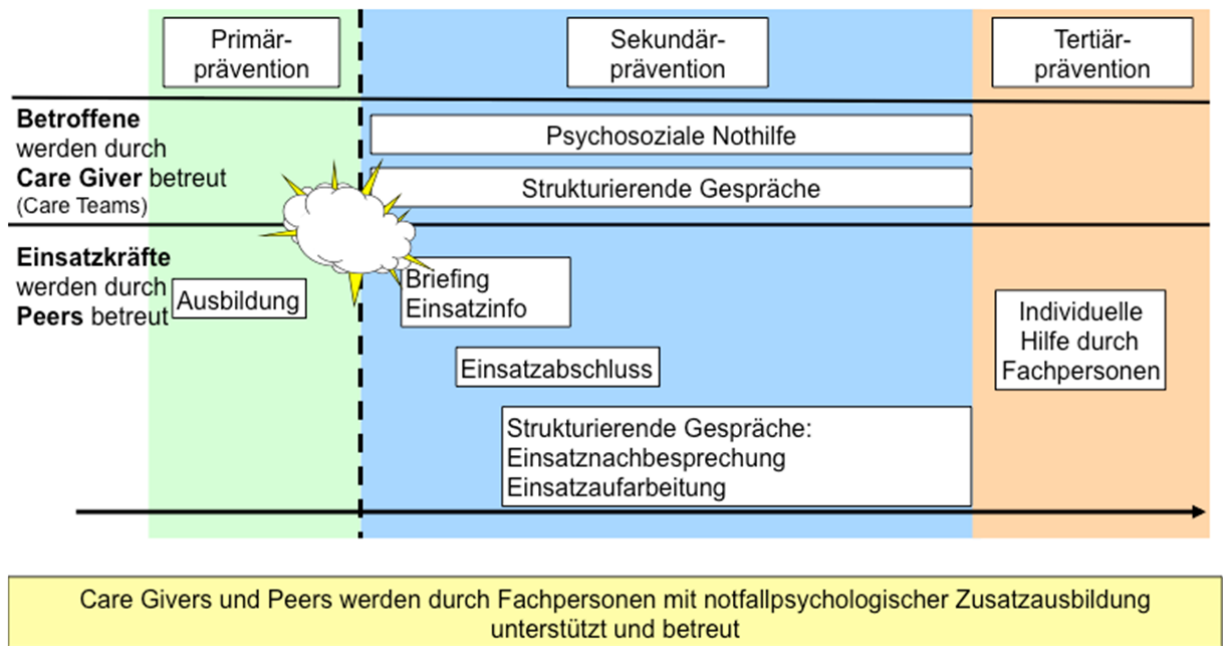 Primär-
prävention
Sekundär-
prävention
Tertiär-
prävention
Betroffene
werden durch
Care Giver betreut
(Care Teams)
Psychosoziale Nothilfe
Strukturierende Gespräche
Einsatzkräfte
werden durch
Peers betreut
Ausbildung
Briefing
Einsatzinfo
Einsatzabschluss
Strukturierende Gespräche:
Einsatznachbesprechung
Einsatzaufarbeitung
Individuelle
Hilfe durch
Fachpersonen
Care Givers und Peers werden durch Fachpersonen mit notfallpsychologischer Zusatzausbildung
unterstützt und betreut